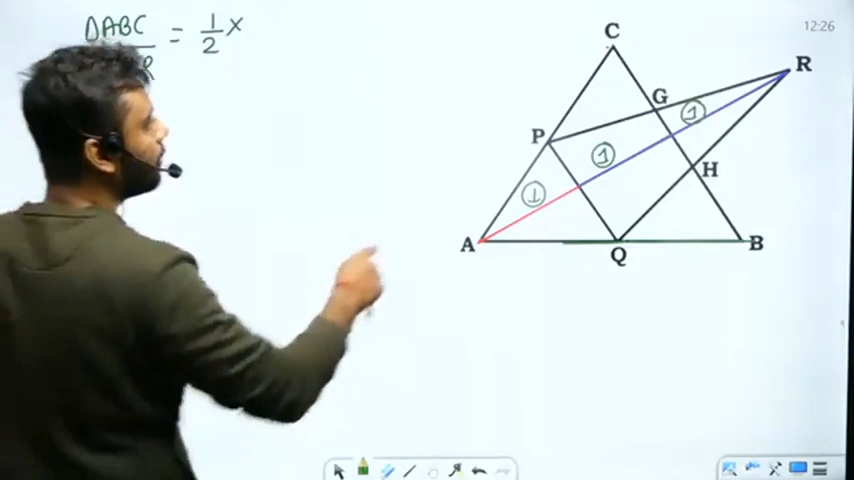 ΔABC = 1/2 x
12:26
C
R
G
P
1
1
H
1
A
Q
B